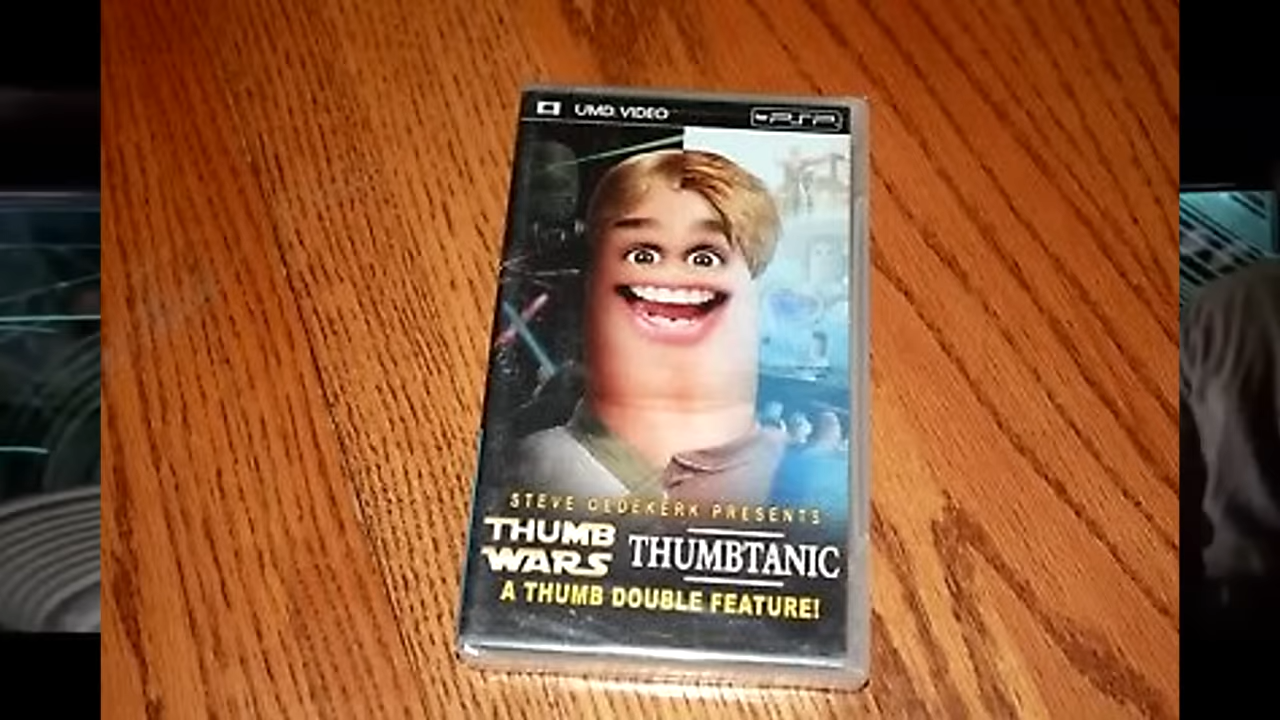 UMD VIDEO PSP
STEVE OEDEKERK PRESENTS
THUMB WARS
THUMBTANIC
A THUMB DOUBLE FEATURE!